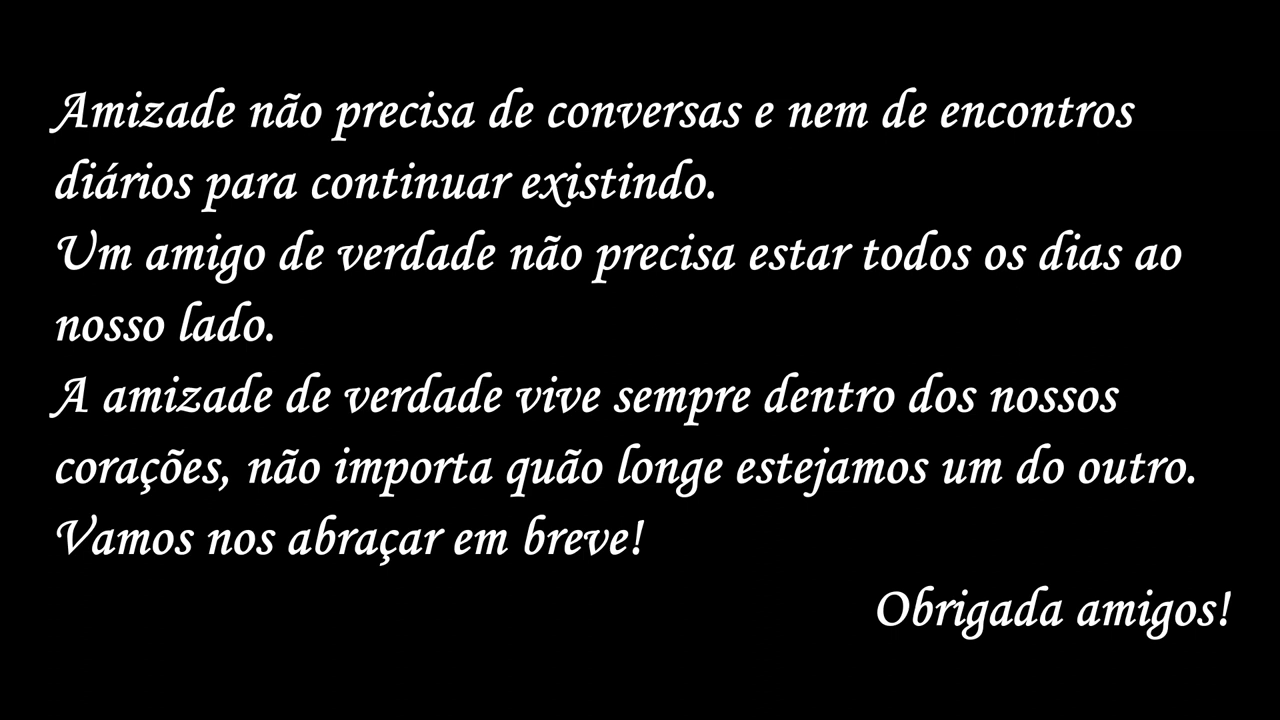 Amizade não precisa de conversas e nem de encontros
diários para continuar existindo.
Um amigo de verdade não precisa estar todos os dias ao
nosso lado.
A amizade de verdade vive sempre dentro dos nossos
corações, não importa quão longe estejamos um do outro.
Vamos nos abraçar em breve!
Obrigada amigos!